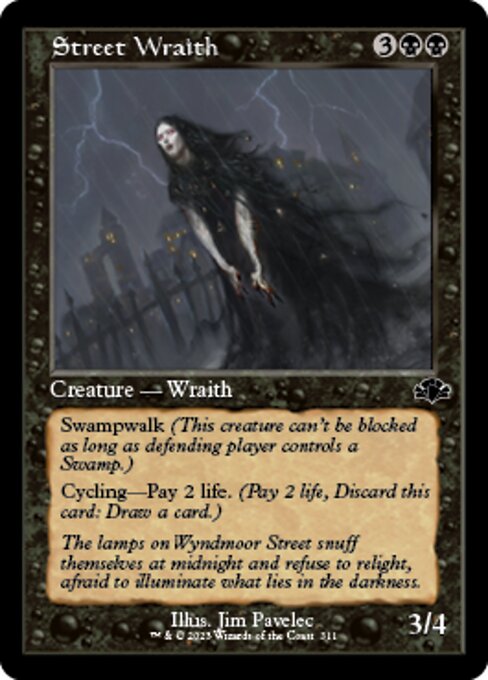 Street Wraith 3
Creature — Wraith
Swampwalk (This creature can't be blocked
as long as defending player controls a
Swamp.)
Cycling—Pay 2 life. (Pay 2 life, Discard this
card: Draw a card.)
The lamps on Wyndmoor Street snuff
themselves at midnight and refuse to relight,
afraid to illuminate what lies in the darkness.
Illus. Jim Pavelec
™ & © 2023 Wizards of the Coast 311
3/4